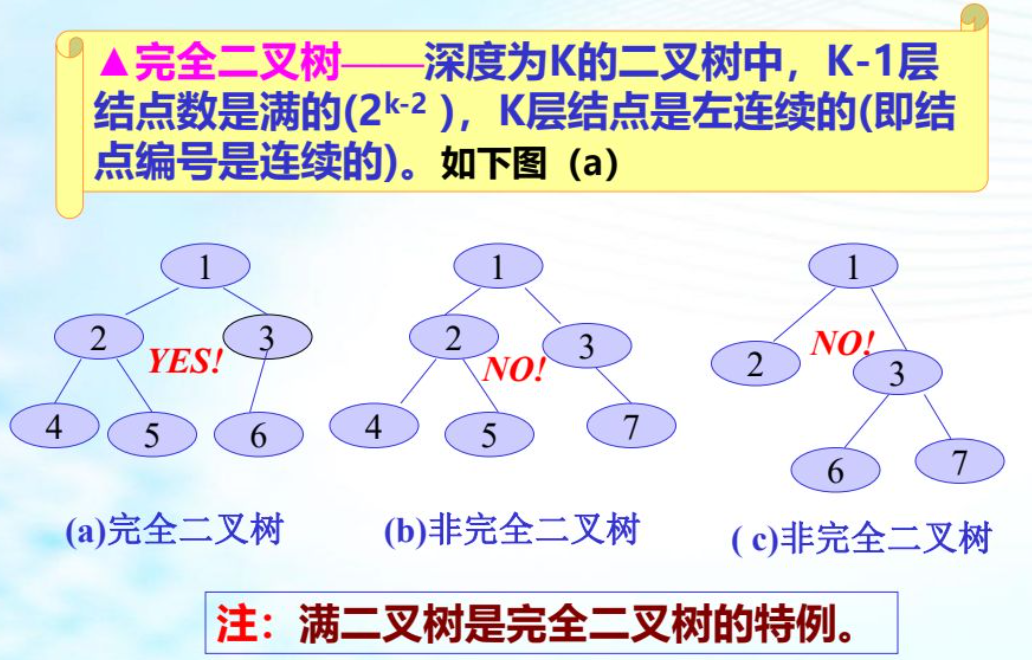 ▲完全二叉树——深度为K的二叉树中，K-1层
结点数是满的(2ᵏ⁻²)，K层结点是左连续的(即结
点编号是连续的)。如下图（a）
1
2
3
YES!
4
5
6
1
2
3
NO!
4
5
7
1
NO!
2
3
6
7
(a)完全二叉树
(b)非完全二叉树
( c)非完全二叉树
注：满二叉树是完全二叉树的特例。